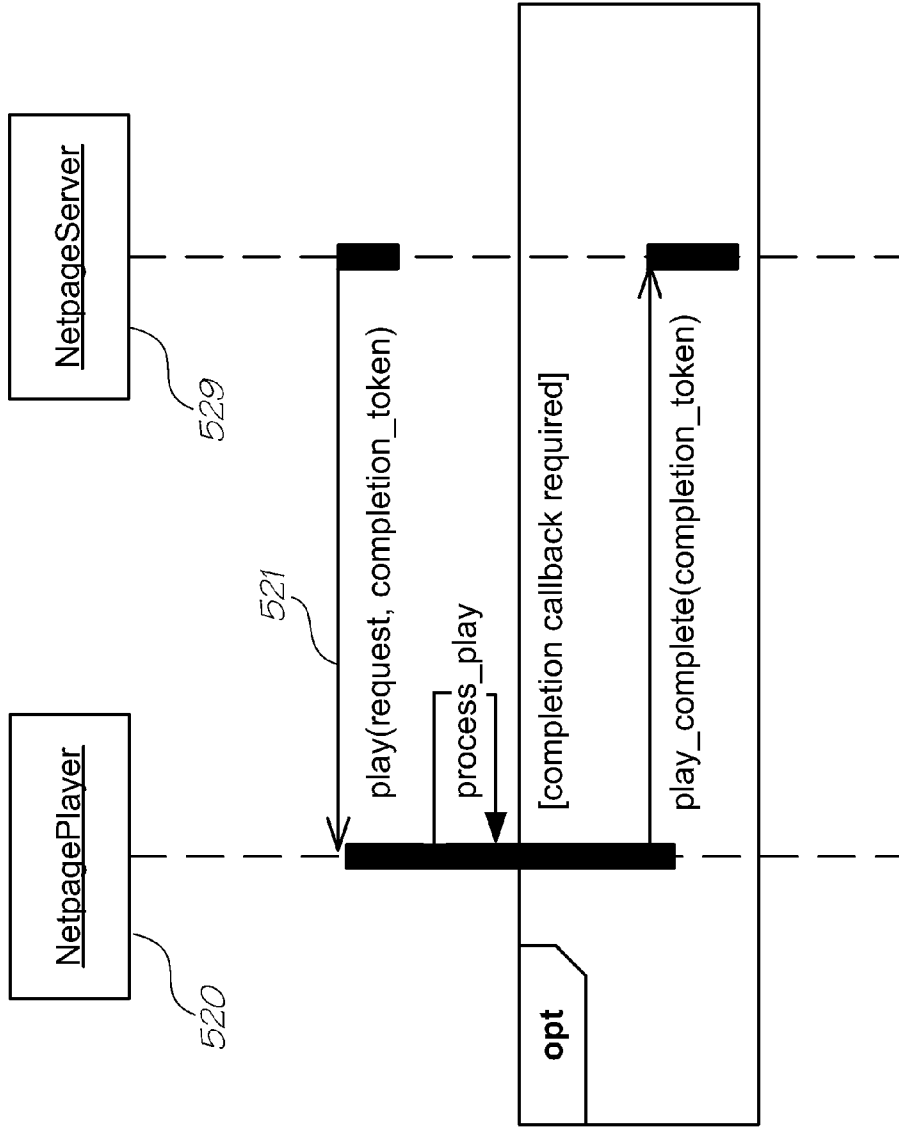 NetpagePlayer
NetpageServer
520
529
521
play(request, completion_token)
process_play
opt
[completion callback required]
play_complete(completion_token)